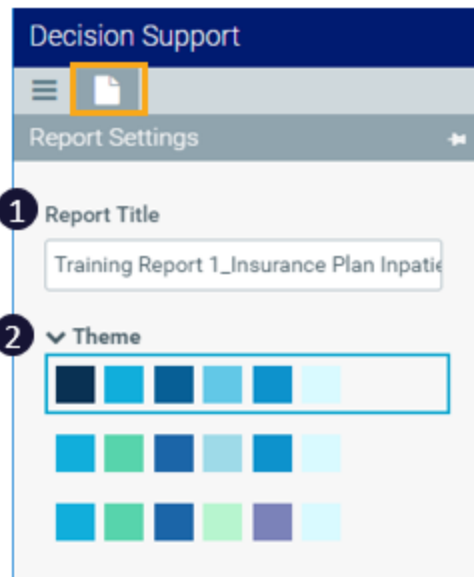 Decision Support
Report Settings
1 Report Title
Training Report 1_Insurance Plan Inpatie
2 Theme